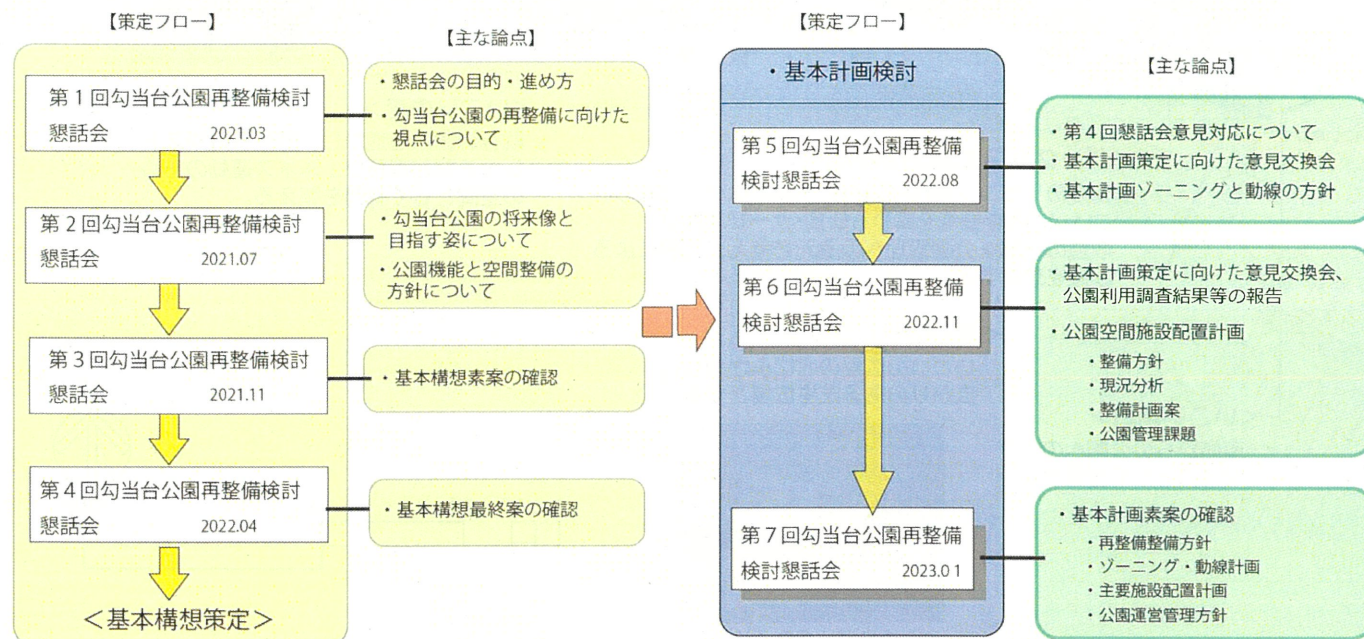 【策定フロー】
【主な論点】
第1回勾当台公園再整備検討
懇話会 2021.03
・懇話会の目的・進め方
・勾当台公園の再整備に向けた
視点について
第2回勾当台公園再整備検討
懇話会 2021.07
・勾当台公園の将来像と
目指す姿について
・公園機能と空間整備の
方針について
第3回勾当台公園再整備検討
懇話会 2021.11
・基本構想素案の確認
第4回勾当台公園再整備検討
懇話会 2022.04
・基本構想最終案の確認
＜基本構想策定＞
【策定フロー】
【主な論点】
・基本計画検討
第5回勾当台公園再整備
検討懇話会 2022.08
・第4回懇話会意見対応について
・基本計画策定に向けた意見交換会
・基本計画ゾーニングと動線の方針
第6回勾当台公園再整備
検討懇話会 2022.11
・基本計画策定に向けた意見交換会、
公園利用調査結果等の報告
・公園空間施設配置計画
・整備方針
・現況分析
・整備計画案
・公園管理課題
第7回勾当台公園再整備
検討懇話会 2023.01
・基本計画素案の確認
・再整備整備方針
・ゾーニング・動線計画
・主要施設配置計画
・公園運営管理方針